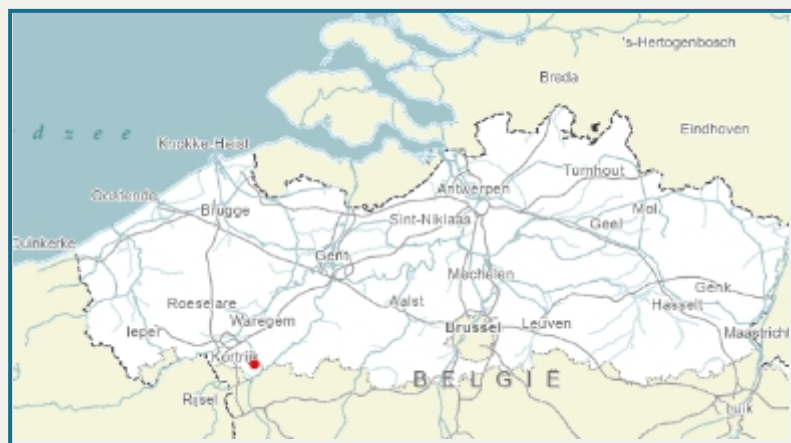 's-Hertogenbosch
Breda
Eindhoven
d z e e
Knokke-Heist
Turnhout
Oostende
Antwerpen
Mol
Brugge
Sint-Niklaas
Geel
Duinkerke
Gent
Mechelen
Genk
Roeselare
Aalst
Hasselt
Waregem
Ieper
Brussel
Leuven
Maastricht
Kortrijk
BELGIË
Rijsel
Luik